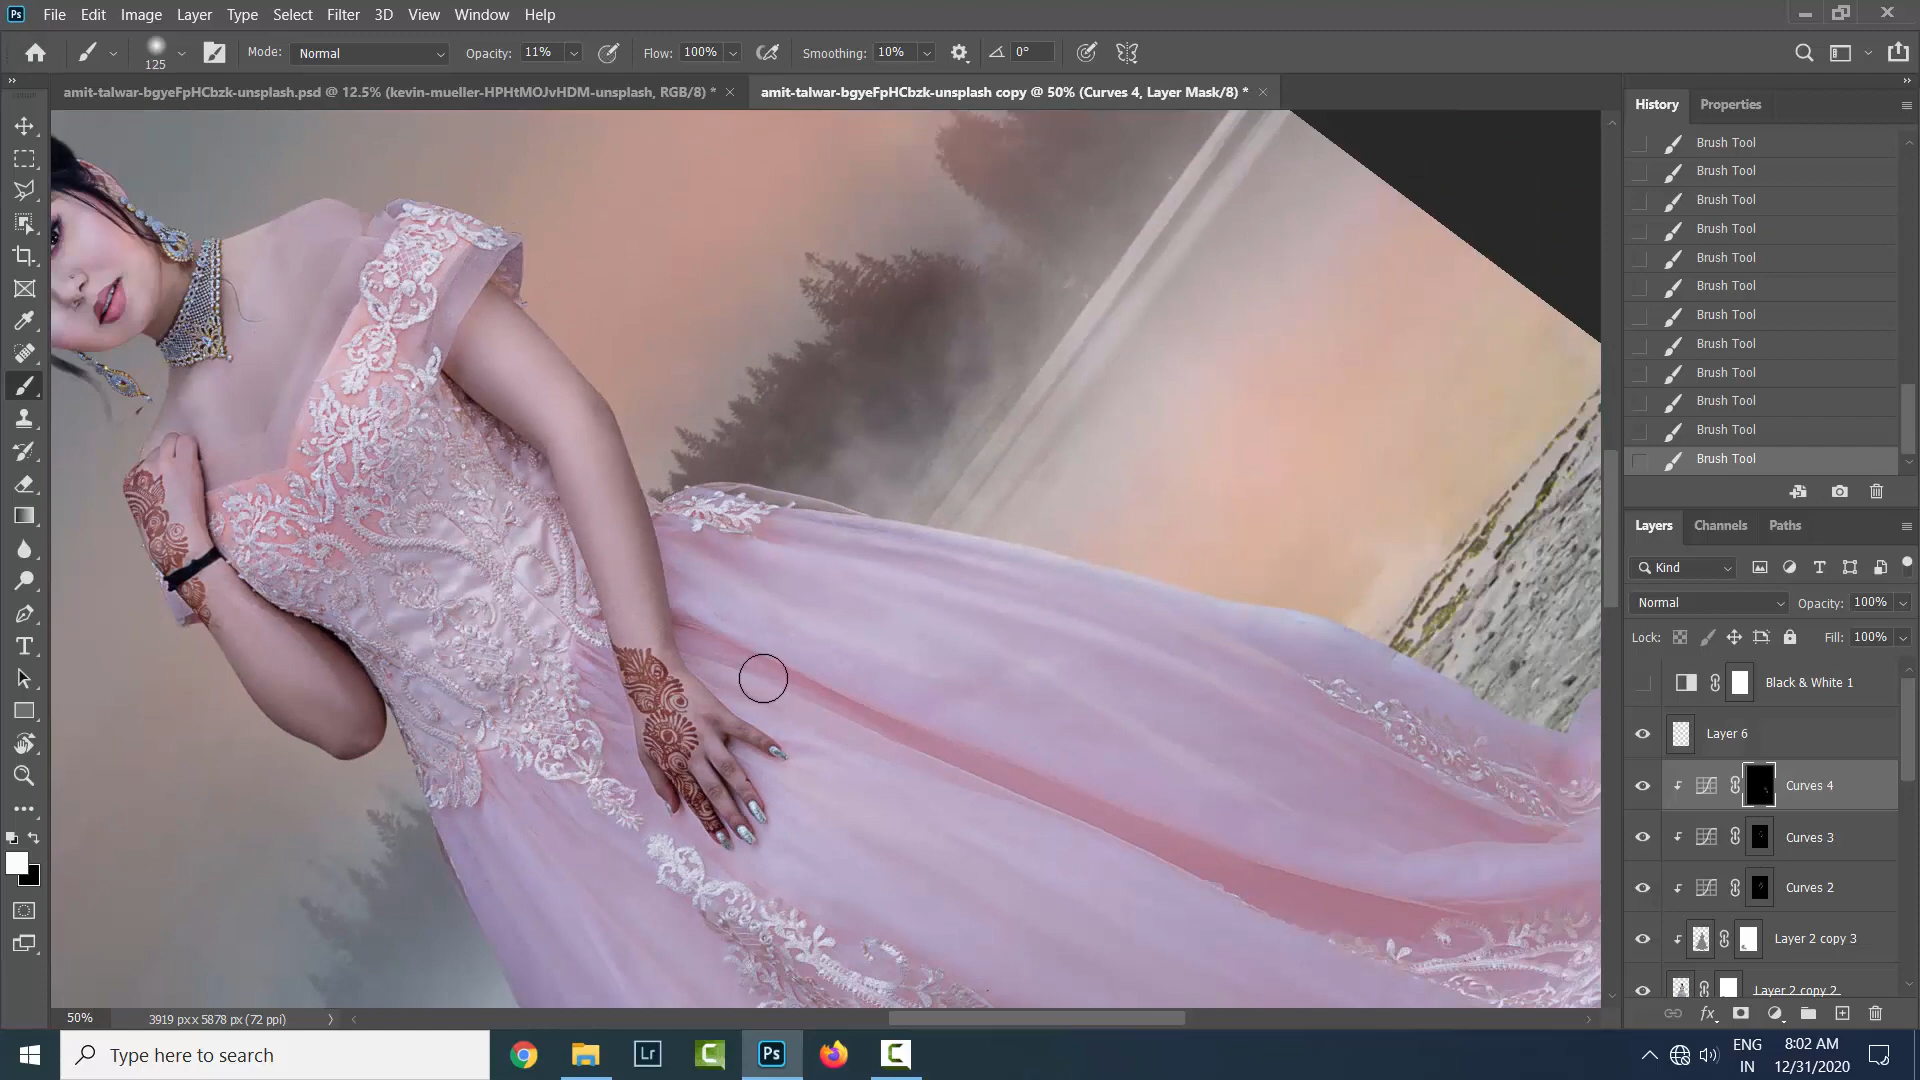 Ps File Edit Image Layer Type Select Filter 3D View Window Help
125 Mode: Normal Opacity: 11% Flow: 100% Smoothing: 10% 0°
amit-talwar-bgyeFpHCbzk-unsplash.psd @ 12.5% (kevin-mueller-HPHtMOJvHDM-unsplash, RGB/8) * amit-talwar-bgyeFpHCbzk-unsplash copy @ 50% (Curves 4, Layer Mask/8) *
History Properties
Brush Tool
Brush Tool
Brush Tool
Brush Tool
Brush Tool
Brush Tool
Brush Tool
Brush Tool
Brush Tool
Brush Tool
Brush Tool
Brush Tool
Layers Channels Paths
Kind
Normal Opacity: 100%
Lock: Fill: 100%
Black & White 1
Layer 6
Curves 4
Curves 3
Curves 2
Layer 2 copy 3
Layer 2 copy 2
fx
50% 3919 px x 5878 px (72 ppi)
Type here to search Lr Ps
ENG 8:02 AM
IN 12/31/2020